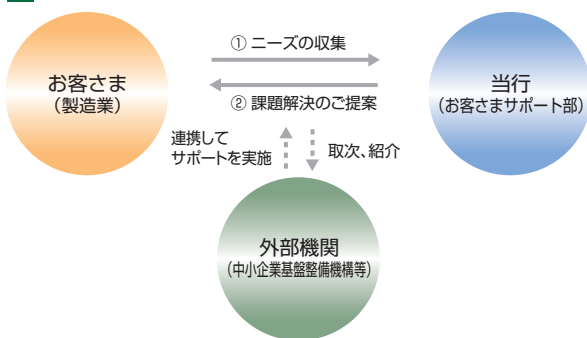 ① ニーズの収集
お客さま
（製造業）
当行
（お客さまサポート部）
② 課題解決のご提案
連携して
サポートを実施
取次、紹介
外部機関
（中小企業基盤整備機構等）